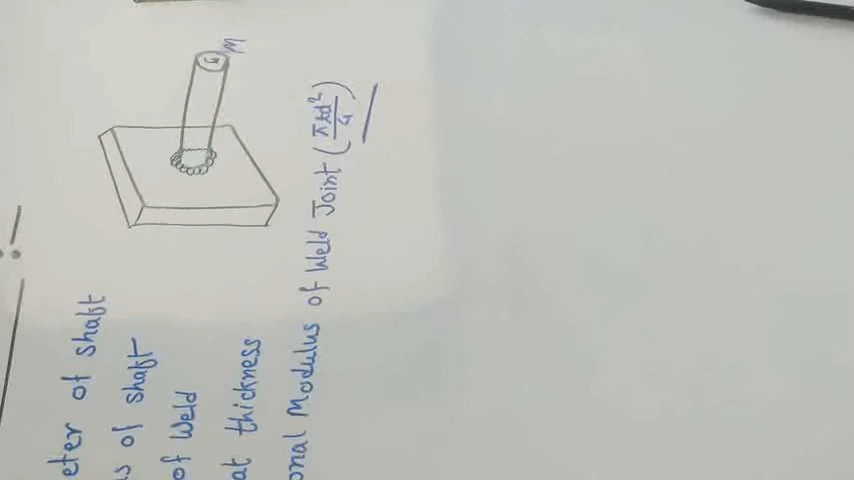 M
G
eter of shaft
s of shaft
of Weld
at thickness
onal Modulus of Weld Joint (πtd²/4)